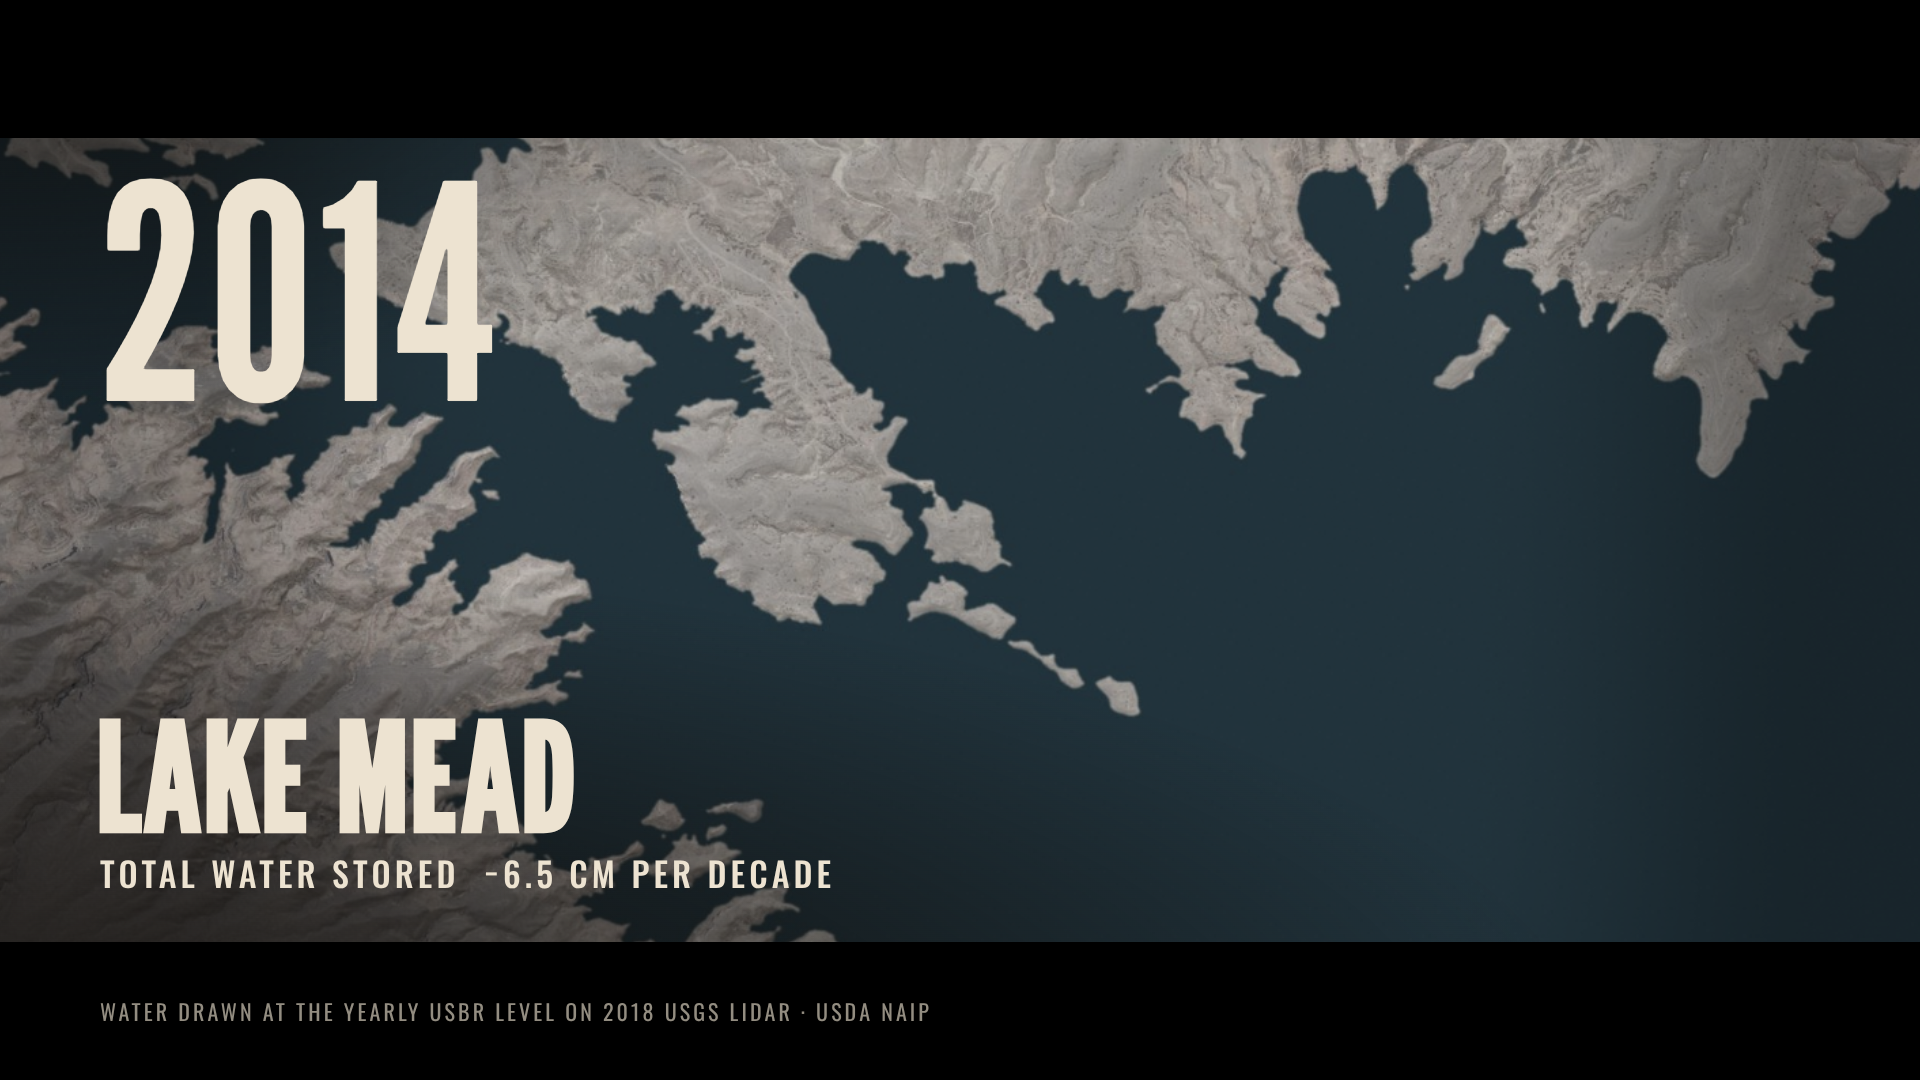 2014
LAKE MEAD
TOTAL WATER STORED −6.5 CM PER DECADE
WATER DRAWN AT THE YEARLY USBR LEVEL ON 2018 USGS LIDAR · USDA NAIP